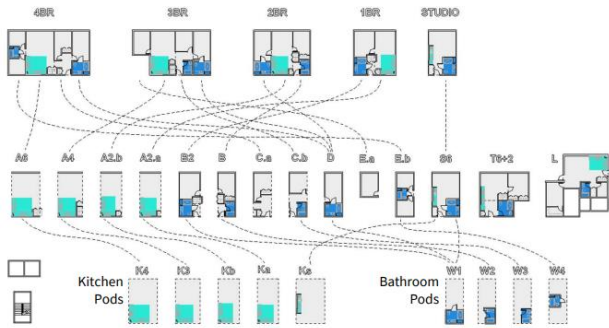 4BR 3BR 2BR 1BR STUDIO
A6 A4 A2.b A2.a B2 B C.a C.b D E.a E.b S6 T6+2 L
Kitchen Pods K4 K3 Kb Ka Ks Bathroom Pods W1 W2 W3 W4